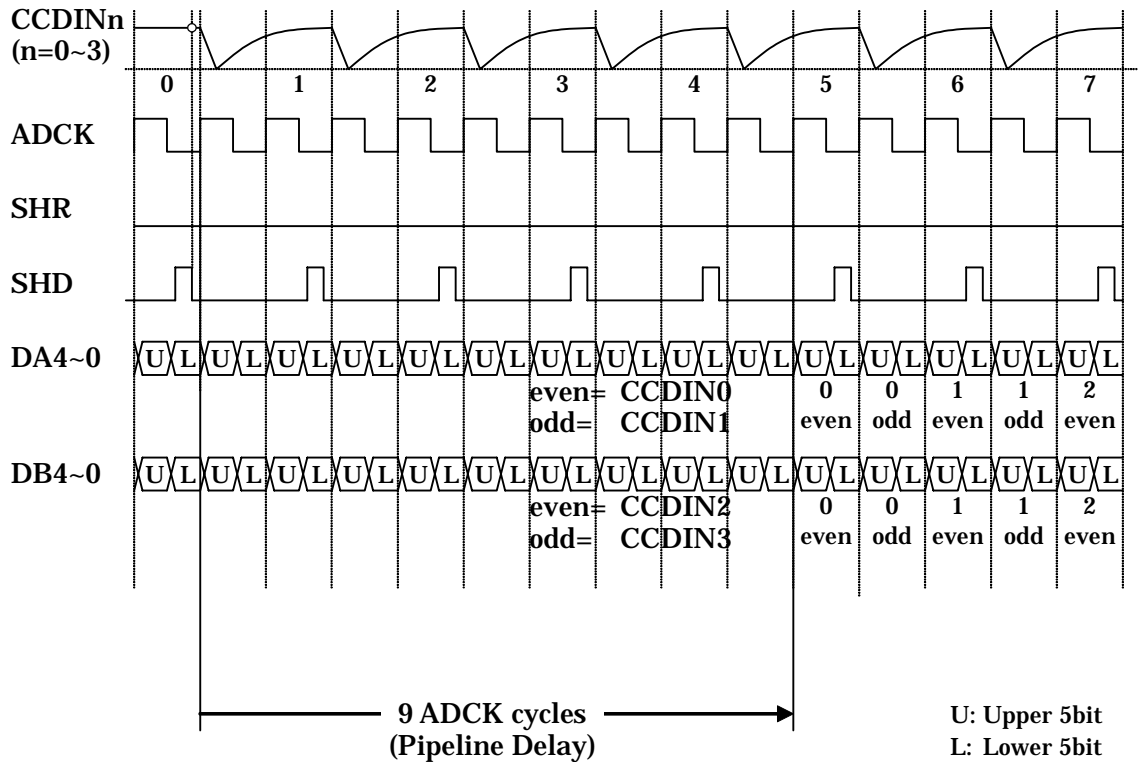 CCDINn
(n=0~3)
0 1 2 3 4 5 6 7
ADCK
SHR
SHD
DA4~0 U L U L U L U L U L U L U L U L U L U L U L U L U L U L U L
even= CCDIN0 0 0 1 1 2
odd= CCDIN1 even odd even odd even
DB4~0 U L U L U L U L U L U L U L U L U L U L U L U L U L U L U L
even= CCDIN2 0 0 1 1 2
odd= CCDIN3 even odd even odd even
9 ADCK cycles
(Pipeline Delay)
U: Upper 5bit
L: Lower 5bit